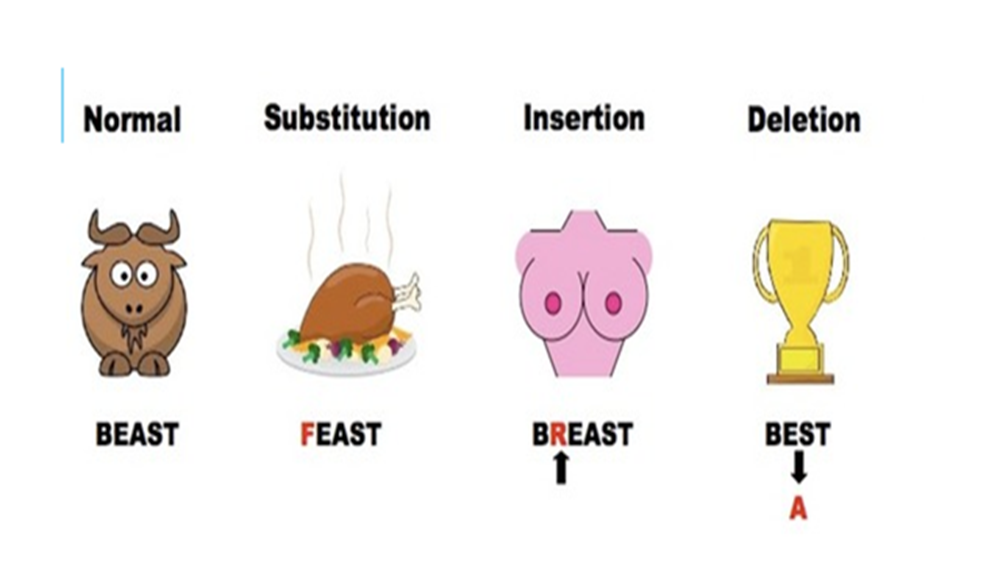 Normal Substitution Insertion Deletion
BEAST FEAST BREAST BEST
A